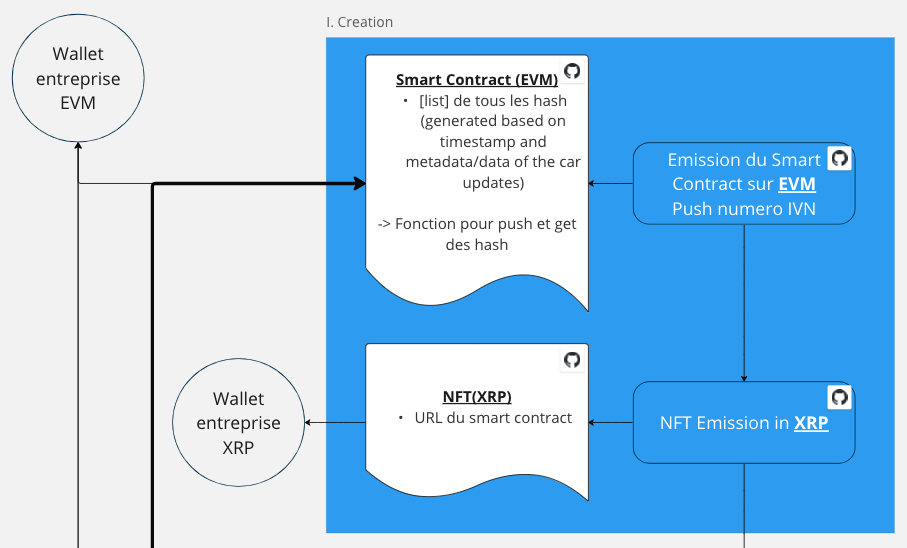 I. Creation
Wallet
entreprise
EVM
Smart Contract (EVM)
• [list] de tous les hash
(generated based on
timestamp and
metadata/data of the car
updates)
-> Fonction pour push et get
des hash
Emission du Smart
Contract sur EVM
Push numero IVN
Wallet
entreprise
XRP
NFT(XRP)
• URL du smart contract
NFT Emission in XRP